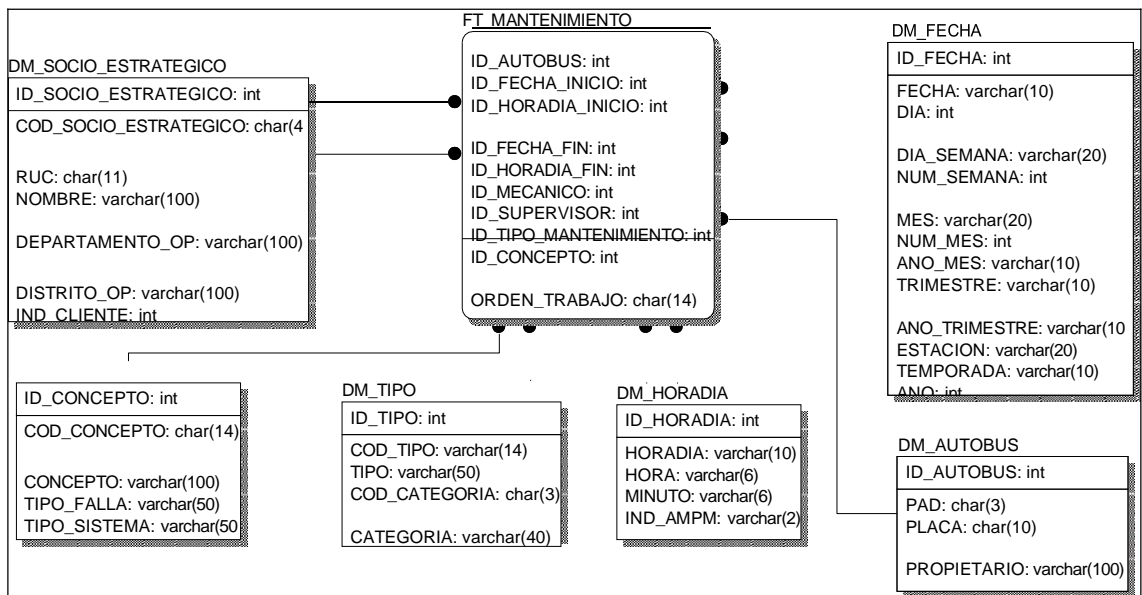 FT_MANTENIMIENTO
ID_AUTOBUS: int
ID_FECHA_INICIO: int
ID_HORADIA_INICIO: int
ID_FECHA_FIN: int
ID_HORADIA_FIN: int
ID_MECANICO: int
ID_SUPERVISOR: int
ID_TIPO_MANTENIMIENTO: int
ID_CONCEPTO: int
ORDEN_TRABAJO: char(14)
DM_SOCIO_ESTRATEGICO
ID_SOCIO_ESTRATEGICO: int
COD_SOCIO_ESTRATEGICO: char(4
RUC: char(11)
NOMBRE: varchar(100)
DEPARTAMENTO_OP: varchar(100)
DISTRITO_OP: varchar(100)
IND_CLIENTE: int
DM_FECHA
ID_FECHA: int
FECHA: varchar(10)
DIA: int
DIA_SEMANA: varchar(20)
NUM_SEMANA: int
MES: varchar(20)
NUM_MES: int
ANO_MES: varchar(10)
TRIMESTRE: varchar(10)
ANO_TRIMESTRE: varchar(10
ESTACION: varchar(20)
TEMPORADA: varchar(10)
ANO: int
ID_CONCEPTO: int
COD_CONCEPTO: char(14)
CONCEPTO: varchar(100)
TIPO_FALLA: varchar(50)
TIPO_SISTEMA: varchar(50
DM_TIPO
ID_TIPO: int
COD_TIPO: varchar(14)
TIPO: varchar(50)
COD_CATEGORIA: char(3)
CATEGORIA: varchar(40)
DM_HORADIA
ID_HORADIA: int
HORADIA: varchar(10)
HORA: varchar(6)
MINUTO: varchar(6)
IND_AMPM: varchar(2)
DM_AUTOBUS
ID_AUTOBUS: int
PAD: char(3)
PLACA: char(10)
PROPIETARIO: varchar(100)